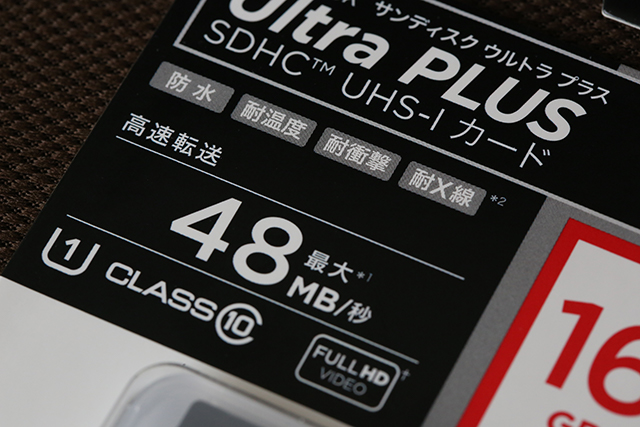 サンディスク ウルトラ プラス
Ultra PLUS
SDHC™ UHS-I カード
防水 耐温度 耐衝撃 耐X線 *2
高速転送
48 最大*1 MB/秒
U1 CLASS 10
FULL HD VIDEO †
16